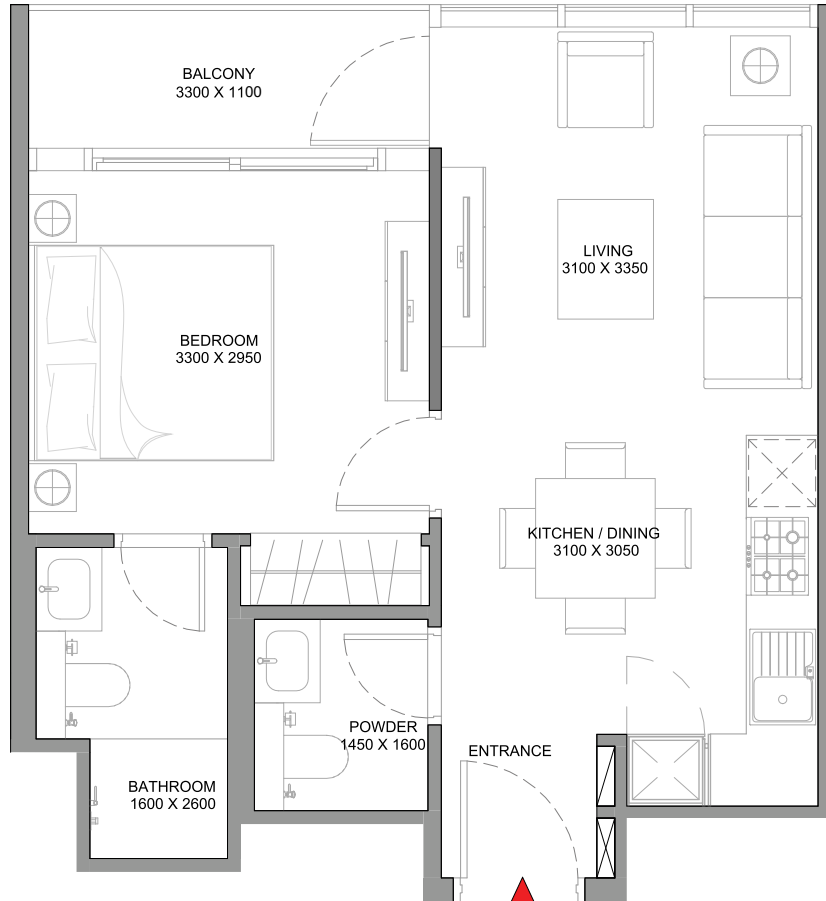 BALCONY
3300 X 1100
LIVING
3100 X 3350
BEDROOM
3300 X 2950
KITCHEN / DINING
3100 X 3050
POWDER
1450 X 1600
ENTRANCE
BATHROOM
1600 X 2600